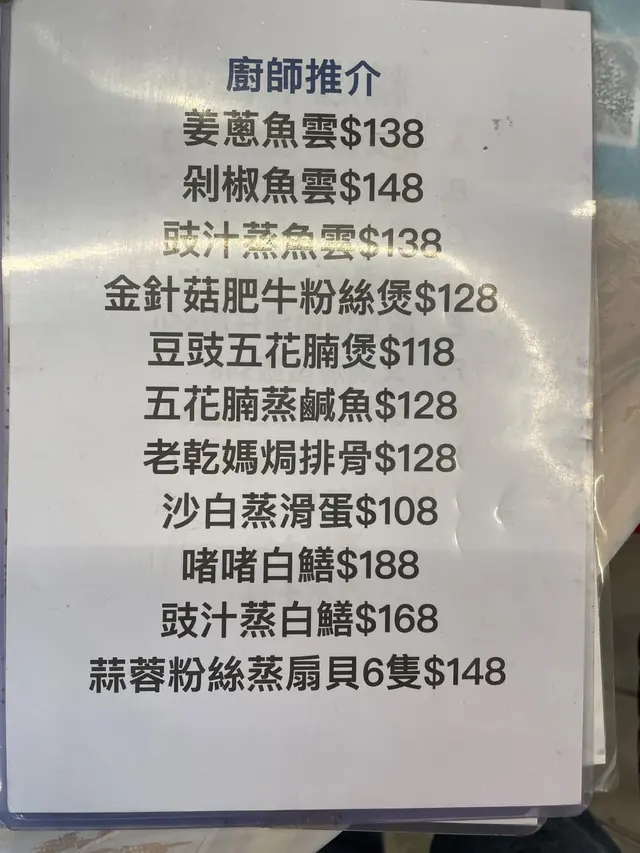 廚師推介
姜蔥魚雲$138
剁椒魚雲$148
豉汁蒸魚雲$138
金針菇肥牛粉絲煲$128
豆豉五花腩煲$118
五花腩蒸鹹魚$128
老乾媽焗排骨$128
沙白蒸滑蛋$108
啫啫白鱔$188
豉汁蒸白鱔$168
蒜蓉粉絲蒸扇貝6隻$148